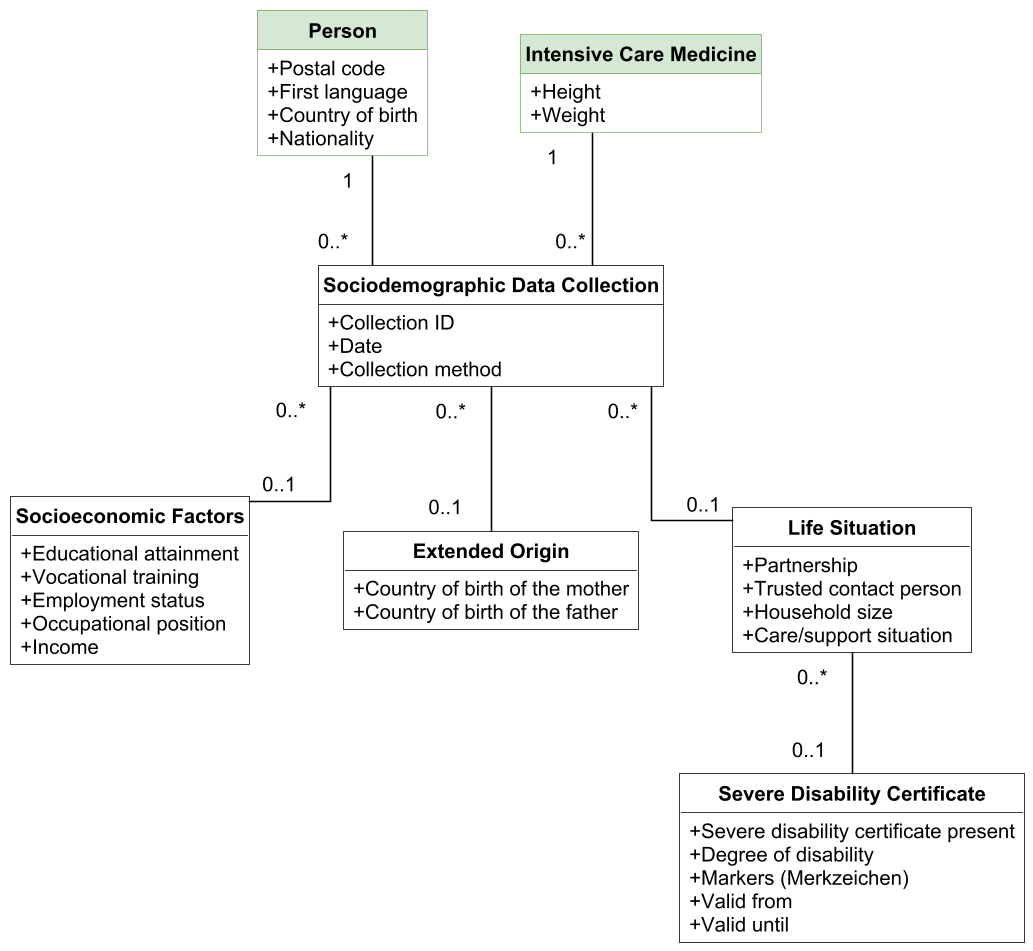 Person
+Postal code
+First language
+Country of birth
+Nationality
Intensive Care Medicine
+Height
+Weight
1
0..*
1
0..*
Sociodemographic Data Collection
+Collection ID
+Date
+Collection method
0..*
0..*
0..*
0..1
0..1
0..1
Socioeconomic Factors
+Educational attainment
+Vocational training
+Employment status
+Occupational position
+Income
Extended Origin
+Country of birth of the mother
+Country of birth of the father
Life Situation
+Partnership
+Trusted contact person
+Household size
+Care/support situation
0..*
0..1
Severe Disability Certificate
+Severe disability certificate present
+Degree of disability
+Markers (Merkzeichen)
+Valid from
+Valid until